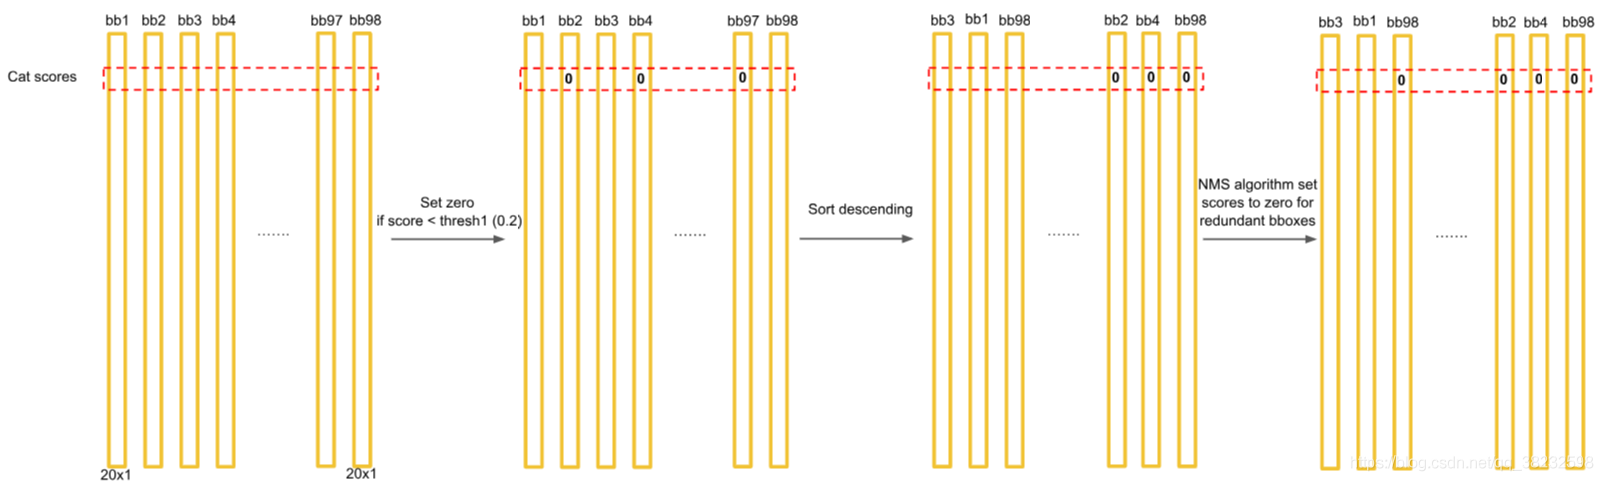 bb1 bb2 bb3 bb4 bb97 bb98
bb1 bb2 bb3 bb4 bb97 bb98
bb3 bb1 bb98 bb2 bb4 bb98
bb3 bb1 bb98 bb2 bb4 bb98
Cat scores
0 0 0
0 0 0
0 0 0 0
Set zero
if score < thresh1 (0.2)
Sort descending
NMS algorithm set
scores to zero for
redundant bboxes
.......
.......
.......
.......
20x1 20x1
https://blog.csdn.net/qq_38232598